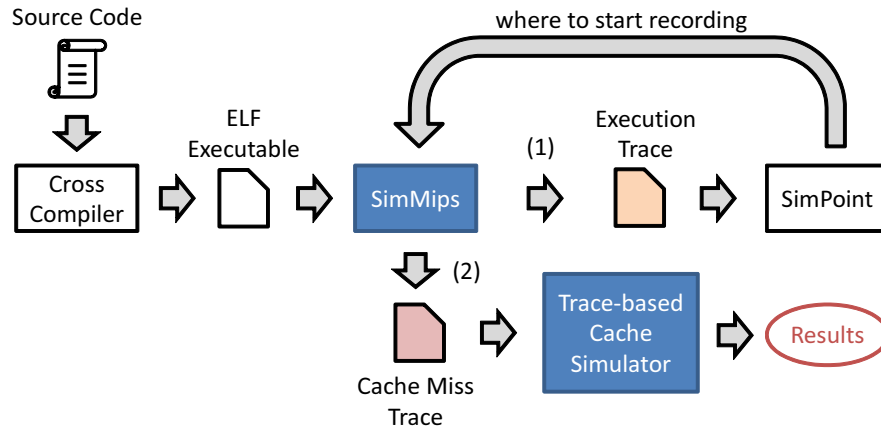 Source Code
where to start recording
ELF
Executable
(1)
Execution
Trace
Cross
Compiler
SimMips
SimPoint
(2)
Trace-based
Cache
Simulator
Results
Cache Miss
Trace